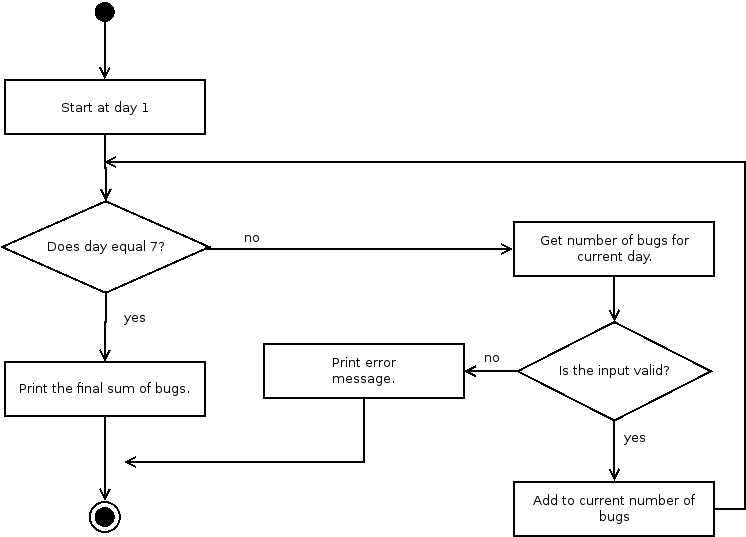 Start at day 1
Does day equal 7?
no
Get number of bugs for
current day.
yes
Print error
message.
no
Is the input valid?
Print the final sum of bugs.
yes
Add to current number of
bugs